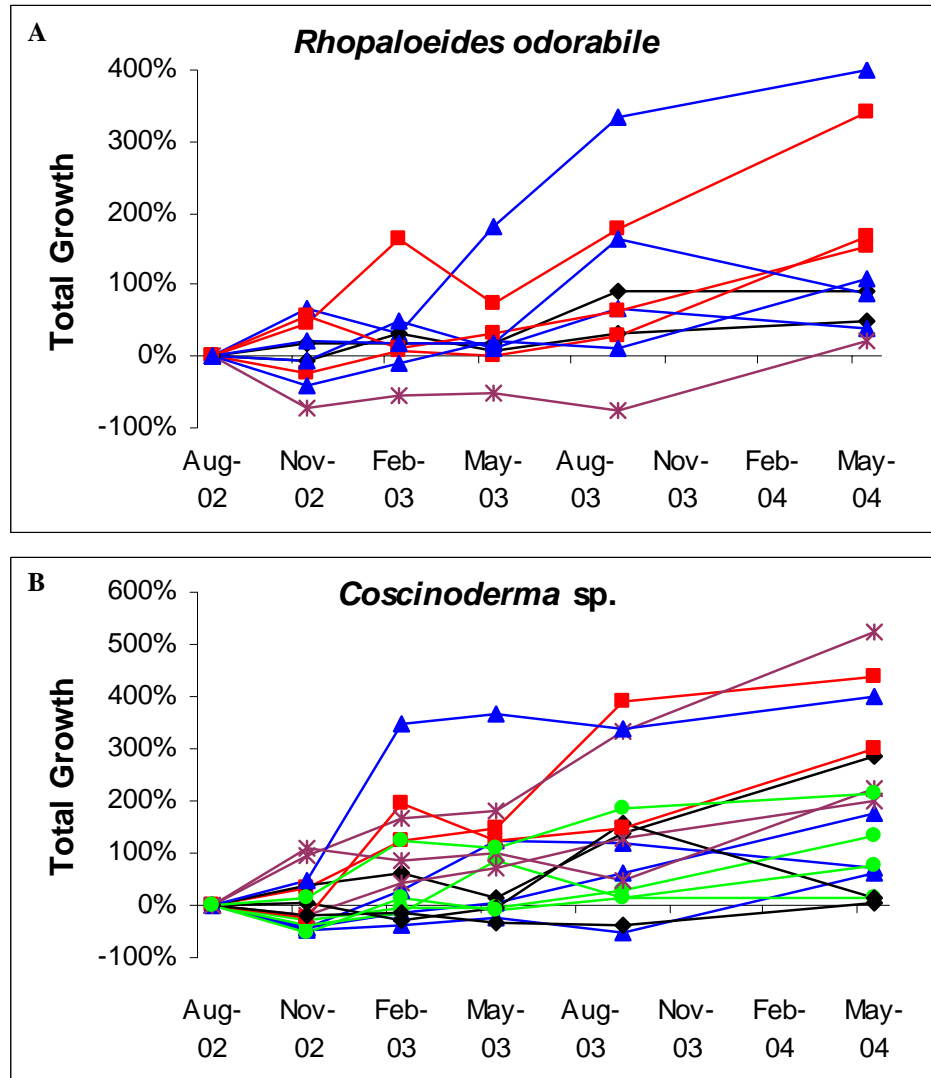 A
Rhopaloeides odorabile
400%
300%
200%
100%
0%
-100%
Total Growth
Aug- Nov- Feb- May- Aug- Nov- Feb- May-
02 02 03 03 03 03 04 04
B
Coscinoderma sp.
600%
500%
400%
300%
200%
100%
0%
-100%
Total Growth
Aug- Nov- Feb- May- Aug- Nov- Feb- May-
02 02 03 03 03 03 04 04